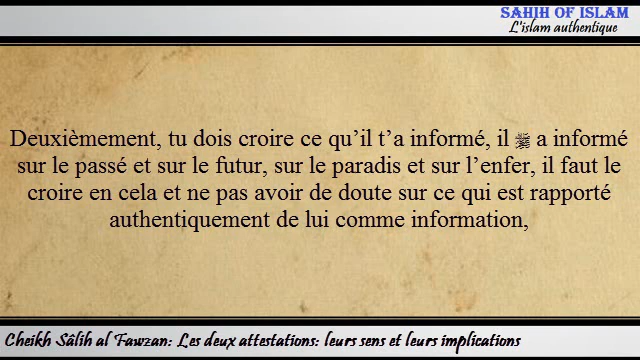 SAHIH OF ISLAM
L'islam authentique
Deuxièmement, tu dois croire ce qu’il t’a informé, il ﷺ a informé
sur le passé et sur le futur, sur le paradis et sur l’enfer, il faut le
croire en cela et ne pas avoir de doute sur ce qui est rapporté
authentiquement de lui comme information,
Cheikh Sâlih al Fawzan: Les deux attestations: leurs sens et leurs implications